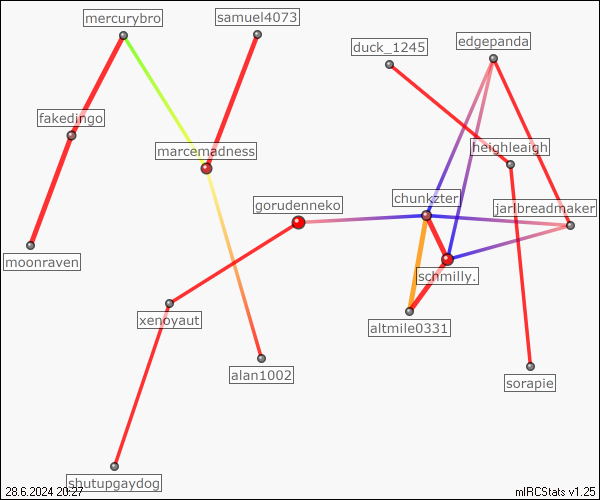 mercurybro
samuel4073
duck_1245
edgepanda
fakedingo
marcemadness
heighleaigh
chunkzter
gorudenneko
jarlbreadmaker
moonraven
schmilly.
xenoyaut
altmile0331
alan1002
sorapie
shutupgaydog
28.6.2024 20:27
mIRCStats v1.25